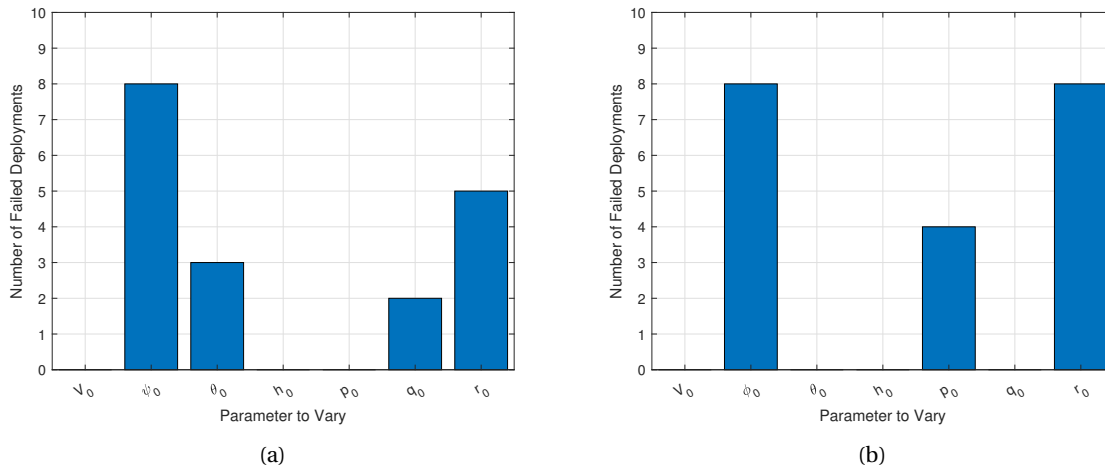 10
9
8
7
6
5
4
3
2
1
0
Number of Failed Deployments
V₀
ψ₀
θ₀
h₀
p₀
q₀
r₀
Parameter to Vary
(a)
10
9
8
7
6
5
4
3
2
1
0
Number of Failed Deployments
V₀
ϕ₀
θ₀
h₀
p₀
q₀
r₀
Parameter to Vary
(b)